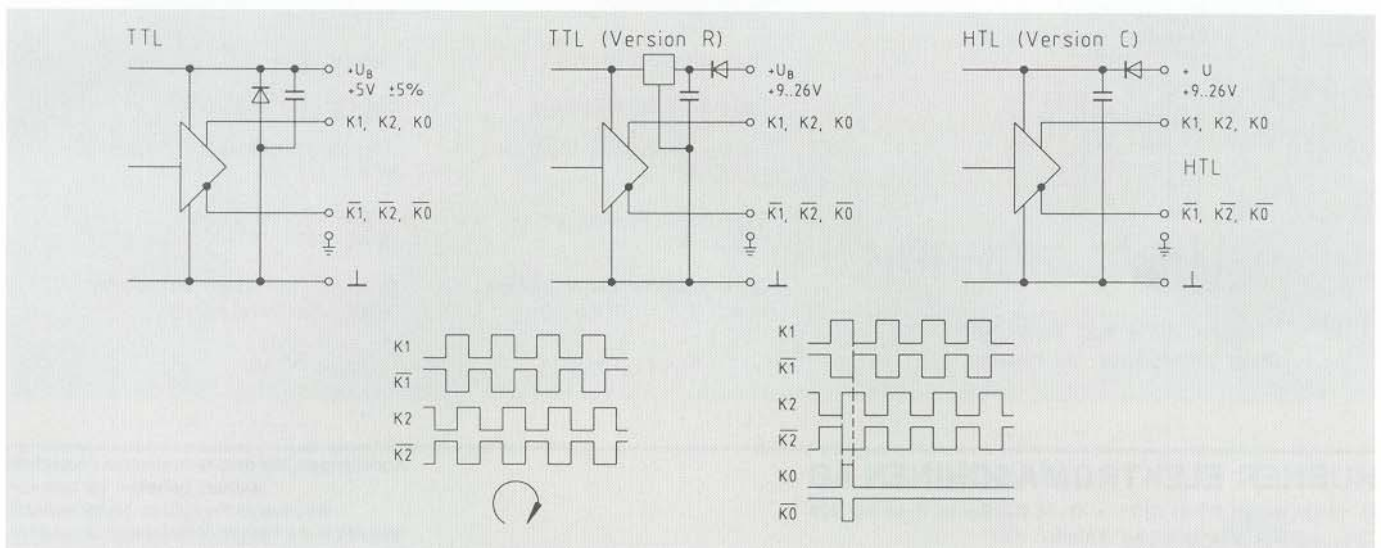 TTL
+U_B
+5V ±5%
K1, K2, K0
K̅1̅, K̅2̅, K̅0̅
⊥
TTL (Version R)
+U_B
+9..26V
K1, K2, K0
K̅1̅, K̅2̅, K̅0̅
⊥
HTL (Version C)
+ U
+9..26V
K1, K2, K0
HTL
K̅1̅, K̅2̅, K̅0̅
⊥
K1
K̅1̅
K2
K̅2̅
K1
K̅1̅
K2
K̅2̅
K0
K̅0̅